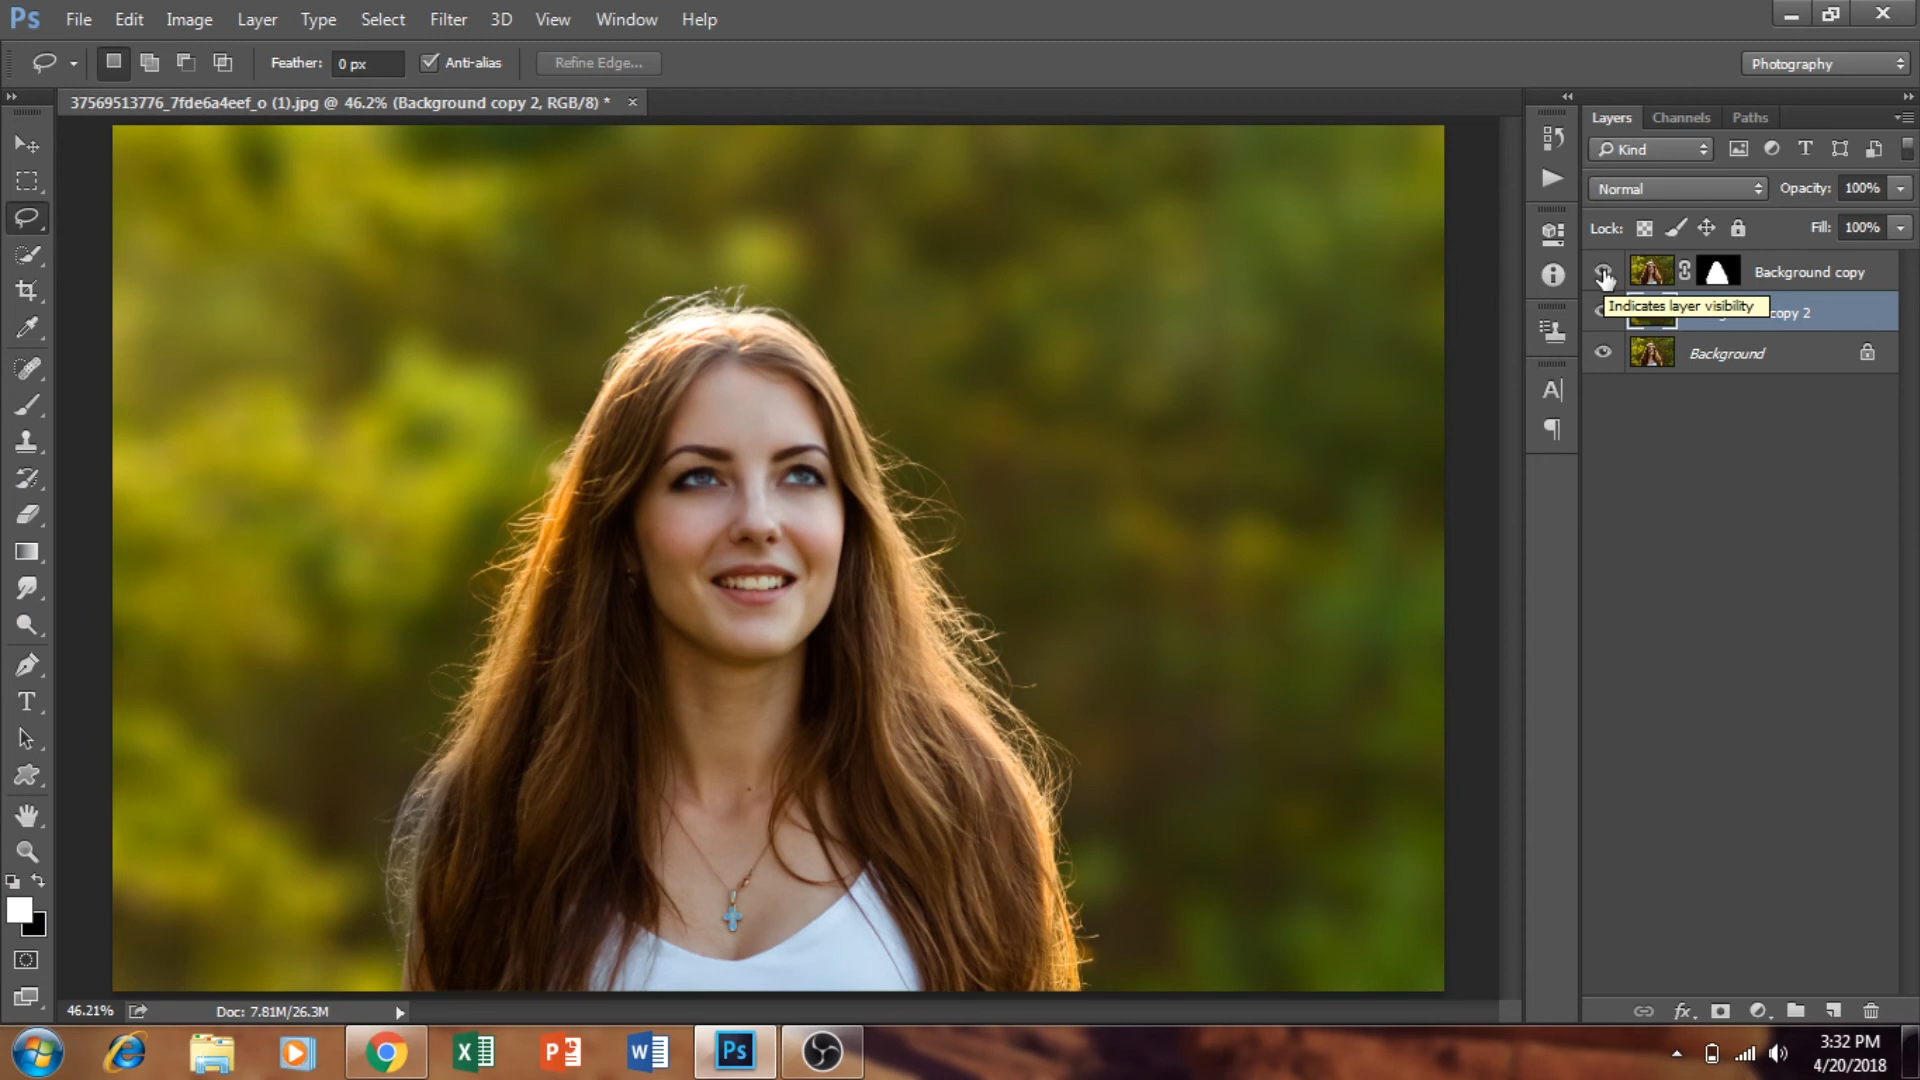 Ps File Edit Image Layer Type Select Filter 3D View Window Help
Feather: 0 px Anti-alias Refine Edge... Photography
37569513776_7fde6a4eef_o (1).jpg @ 46.2% (Background copy 2, RGB/8) * ×
Layers Channels Paths
Kind
Normal Opacity: 100%
Lock: Fill: 100%
Background copy
Indicates layer visibility
copy 2
Background
46.21% Doc: 7.81M/26.3M
3:32 PM
4/20/2018